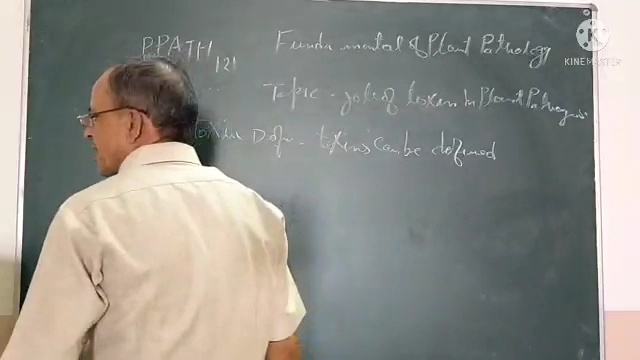 PPATH 121 Fundamental of Plant Pathology
Topic - role of toxins in Plant Pathogenesis
Toxin Defn - toxins can be defined
KINEMASTER